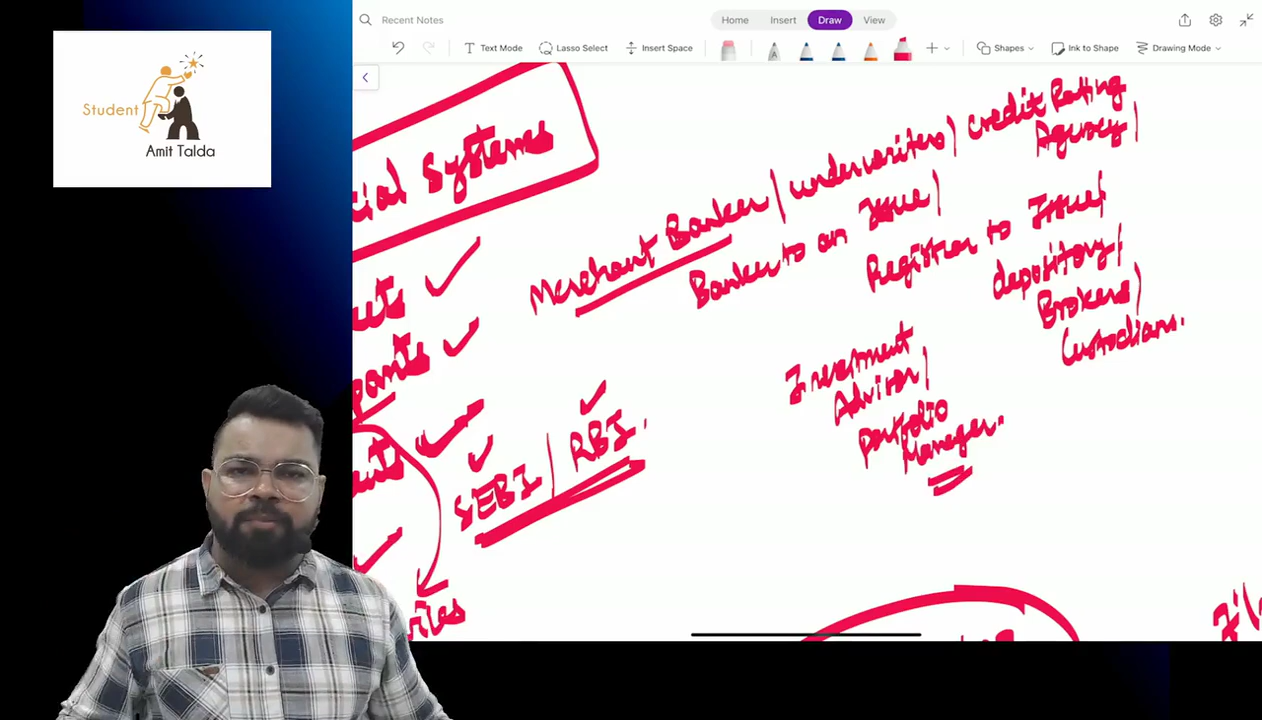 Recent Notes
Home Insert Draw View
Text Mode Lasso Select Insert Space Shapes Ink to Shape Drawing Mode
Student
Amit Talda
cial Systems
Merchant Banker / underwriters / credit Rating
Agency /
Banker to an Issue /
Registrar to Issue /
depository /
Brokers /
Custodians.
Investment
Advisor /
Portfolio
Manager.
SEBI / RBI.